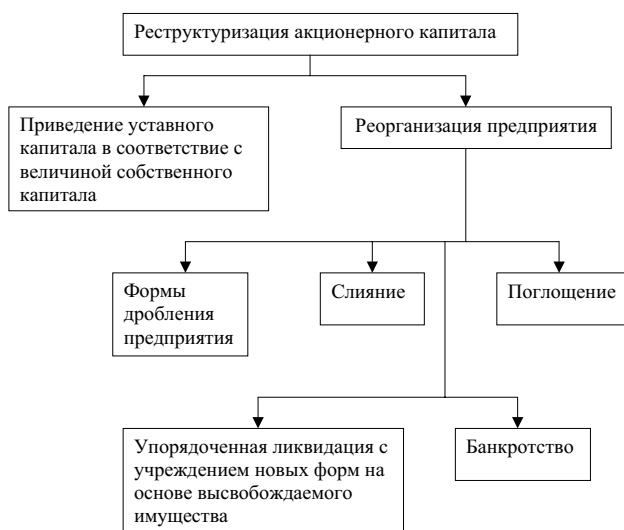 Реструктуризация акционерного капитала
Приведение уставного
капитала в соответствие с
величиной собственного
капитала
Реорганизация предприятия
Формы
дробления
предприятия
Слияние
Поглощение
Упорядоченная ликвидация с
учреждением новых форм на
основе высвобождаемого
имущества
Банкротство